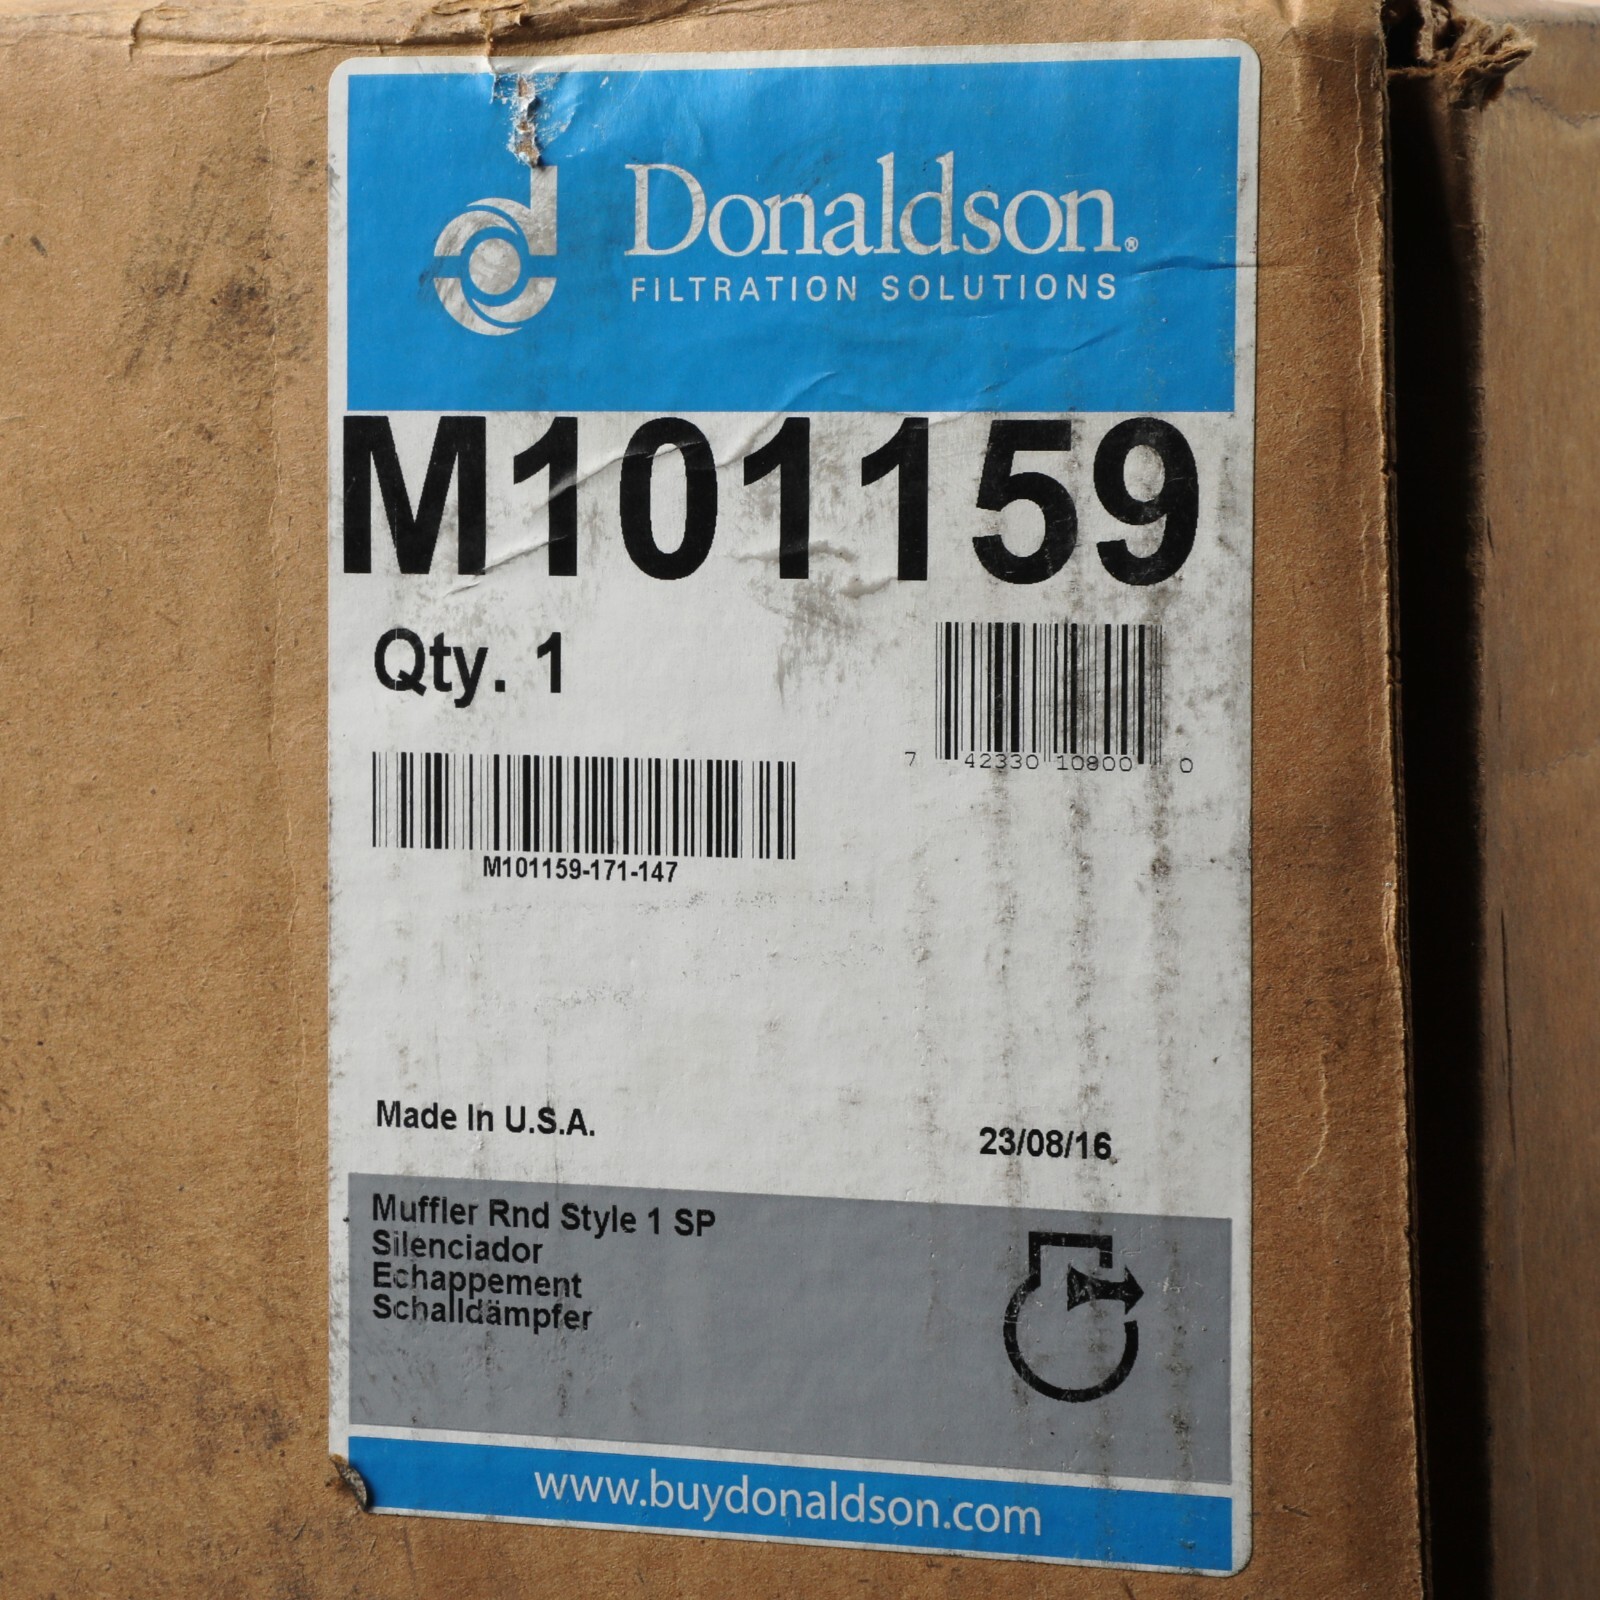 Donaldson®
FILTRATION SOLUTIONS
M101159
Qty. 1
7 42330 10800 0
M101159-171-147
Made In U.S.A.
23/08/16
Muffler Rnd Style 1 SP
Silenciador
Echappement
Schalldämpfer
www.buydonaldson.com